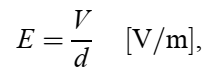 E = V/d [V/m],